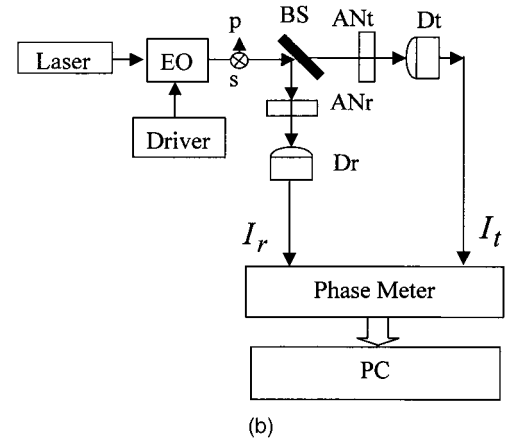 BS
ANt
Dt
p
Laser
EO
s
ANr
Driver
Dr
I_r
I_t
Phase Meter
PC
(b)